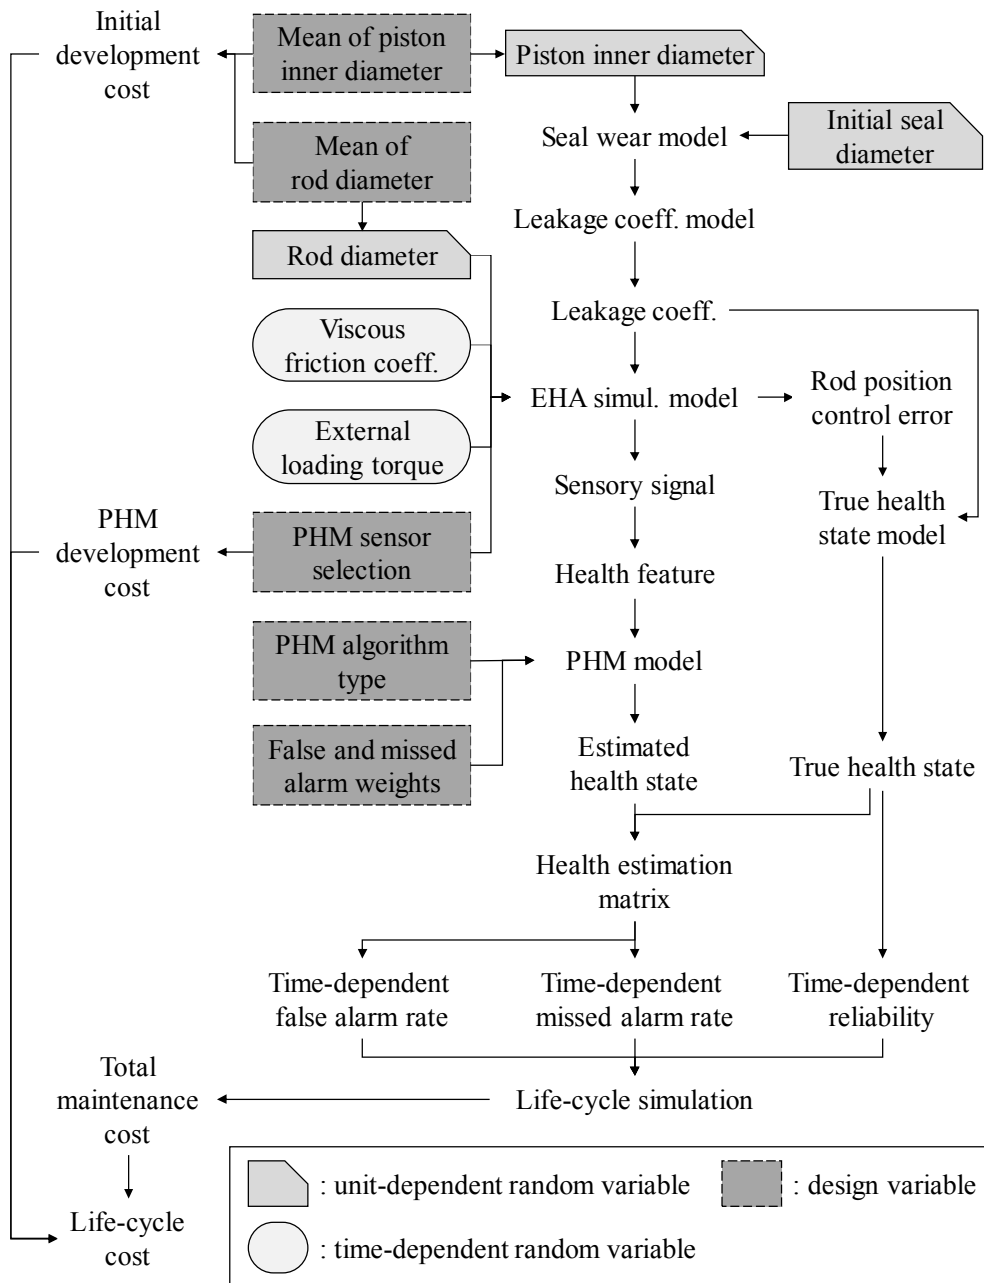 Initial
development
cost
Mean of piston
inner diameter
Piston inner diameter
Mean of
rod diameter
Seal wear model
Initial seal
diameter
Leakage coeff. model
Rod diameter
Leakage coeff.
Viscous
friction coeff.
EHA simul. model
Rod position
control error
External
loading torque
Sensory signal
True health
state model
PHM
development
cost
PHM sensor
selection
Health feature
PHM algorithm
type
PHM model
False and missed
alarm weights
Estimated
health state
True health state
Health estimation
matrix
Time-dependent
false alarm rate
Time-dependent
missed alarm rate
Time-dependent
reliability
Total
maintenance
cost
Life-cycle simulation
Life-cycle
cost
: unit-dependent random variable
: design variable
: time-dependent random variable